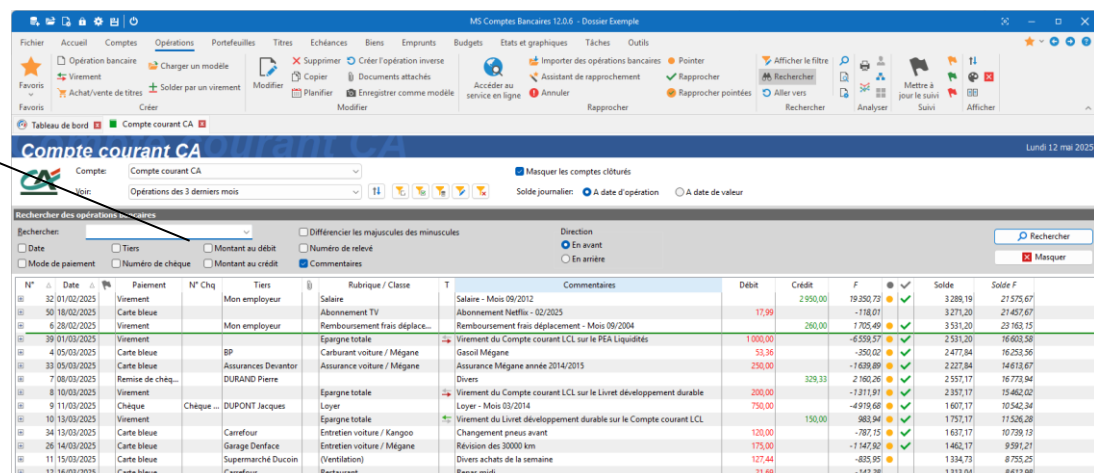 MS Comptes Bancaires 12.0.6 - Dossier Exemple
Fichier Accueil Comptes Opérations Portefeuilles Titres Echéances Biens Emprunts Budgets Etats et graphiques Tâches Outils
Opération bancaire Charger un modèle Supprimer Créer l'opération inverse Importer des opérations bancaires Pointer Afficher le filtre
Favoris Virement Modifier Copier Documents attachés Accéder au service en ligne Assistant de rapprochement Rapprocher Rechercher Mettre à jour le suivi
Achat/vente de titres Solder par un virement Planifier Enregistrer comme modèle Annuler Rapprocher pointées Aller vers
Favoris Créer Modifier Rapprocher Rechercher Analyser Suivi Afficher
Tableau de bord Compte courant CA
Compte courant CA Lundi 12 mai 2025
Compte: Compte courant CA Masquer les comptes clôturés
Voir: Opérations des 3 derniers mois Solde journalier: A date d'opération A date de valeur
Rechercher des opérations bancaires
Rechercher: Différencier les majuscules des minuscules Direction Rechercher
Date Tiers Montant au débit Numéro de relevé En avant
Mode de paiement Numéro de chèque Montant au crédit Commentaires En arrière Masquer
N° Date Paiement N° Chq Tiers Rubrique / Classe T Commentaires Débit Crédit F Solde Solde F
32 01/02/2025 Virement Mon employeur Salaire Salaire - Mois 09/2012 2 950,00 19 350,73 3 289,19 21 575,67
50 18/02/2025 Carte bleue Abonnement TV Abonnement Netflix - 02/2025 17,99 -118,01 3 271,20 21 457,67
6 28/02/2025 Virement Mon employeur Remboursement frais déplace... Remboursement frais déplacement - Mois 09/2004 260,00 1 705,49 3 531,20 23 163,15
39 01/03/2025 Virement Epargne totale Virement du Compte courant LCL sur le PEA Liquidités 1 000,00 -6 559,57 2 531,20 16 603,58
4 05/03/2025 Carte bleue BP Carburant voiture / Mégane Gasoil Mégane 53,36 -350,02 2 477,84 16 253,56
33 05/03/2025 Carte bleue Assurances Devantor Assurance voiture / Mégane Assurance Mégane année 2014/2015 250,00 -1 639,89 2 227,84 14 613,67
7 08/03/2025 Remise de chèq... DURAND Pierre Divers 329,33 2 160,26 2 557,17 16 773,94
8 10/03/2025 Virement Epargne totale Virement du Compte courant LCL sur le Livret développement durable 200,00 -1 311,91 2 357,17 15 462,02
9 11/03/2025 Chèque Chèque ... DUPONT Jacques Loyer Loyer - Mois 03/2014 750,00 -4 919,68 1 607,17 10 542,34
10 13/03/2025 Virement Epargne totale Virement du Livret développement durable sur le Compte courant LCL 150,00 983,94 1 757,17 11 526,28
34 13/03/2025 Carte bleue Carrefour Entretien voiture / Kangoo Changement pneus avant 120,00 -787,15 1 637,17 10 739,13
26 14/03/2025 Carte bleue Garage Denface Entretien voiture / Mégane Révision des 30000 km 175,00 -1 147,92 1 462,17 9 591,21
11 15/03/2025 Carte bleue Supermarché Ducoin (Ventilation) Divers achats de la semaine 127,44 -835,95 1 334,73 8 755,25
12 16/03/2025 Carte bleue Carrefour Restaurant Repas midi 21,69 -142,28 1 313,04 8 612,98